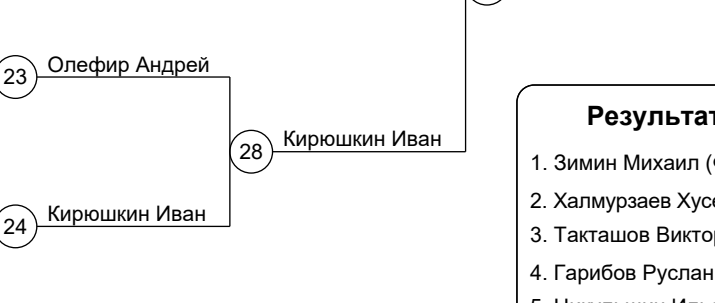 23 Олефир Андрей
28 Кирюшкин Иван
24 Кирюшкин Иван
Результат
1. Зимин Михаил
2. Халмурзаев
3. Такташов
4. Гарибов Руслан